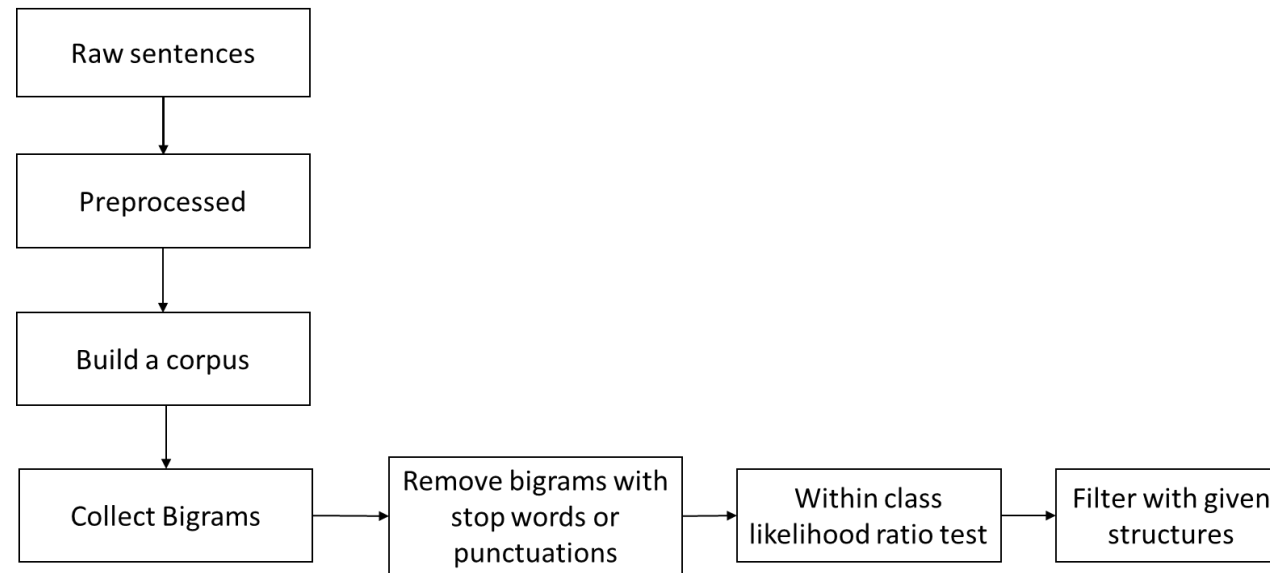 Raw sentences
Preprocessed
Build a corpus
Collect Bigrams
Remove bigrams with
stop words or
punctuations
Within class
likelihood ratio test
Filter with given
structures